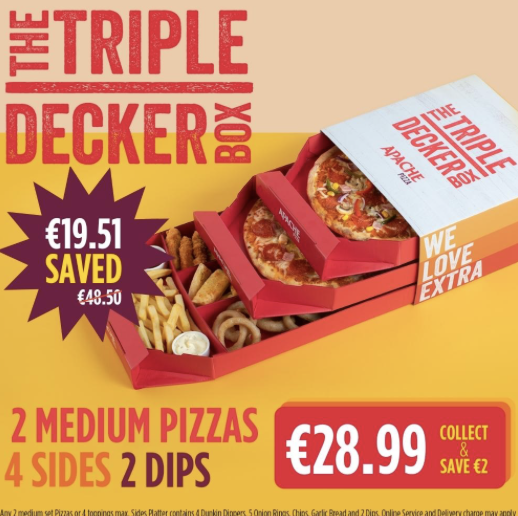 THE TRIPLE
DECKER BOX
THE TRIPLE
DECKER BOX
APACHE
PIZZA
€19.51
SAVED
€48.50
APACHE
WE
LOVE
EXTRA
2 MEDIUM PIZZAS
4 SIDES 2 DIPS
€28.99
COLLECT
&
SAVE €2
Any 2 medium set Pizzas or 4 toppings max. Sides Platter contains 4 Dunkin Dippers, 5 Onion Rings, Chips, Garlic Bread and 2 Dips. Online Service and Delivery charge may apply